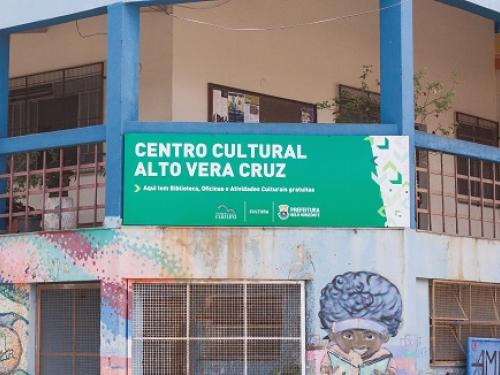 CENTRO CULTURAL
ALTO VERA CRUZ
Aqui tem Biblioteca, Oficinas e Atividades Culturais gratuitas
CULTURA
PREFEITURA
BELO HORIZONTE